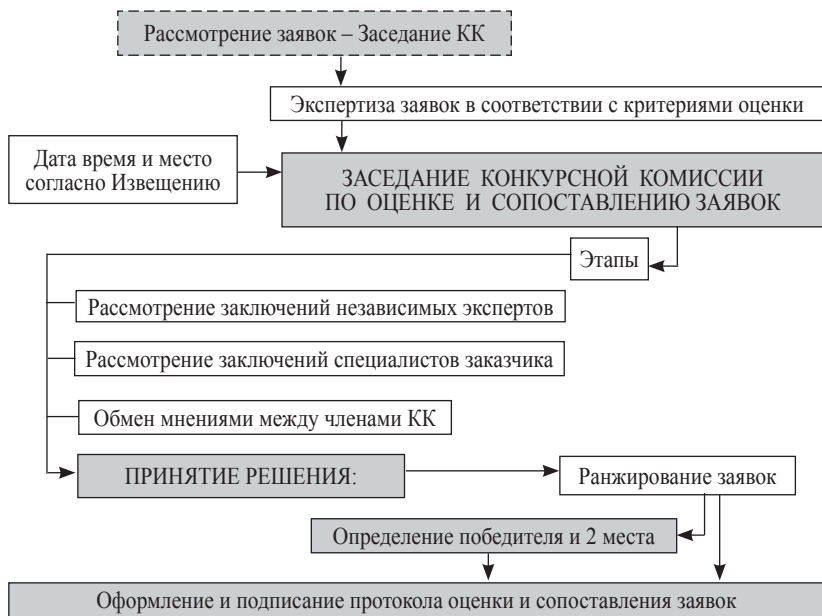 Рассмотрение заявок – Заседание КК
Экспертиза заявок в соответствии с критериями оценки
Дата время и место
согласно Извещению
ЗАСЕДАНИЕ КОНКУРСНОЙ КОМИССИИ
ПО ОЦЕНКЕ И СОПОСТАВЛЕНИЮ ЗАЯВОК
Этапы
Рассмотрение заключений независимых экспертов
Рассмотрение заключений специалистов заказчика
Обмен мнениями между членами КК
ПРИНЯТИЕ РЕШЕНИЯ:
Ранжирование заявок
Определение победителя и 2 места
Оформление и подписание протокола оценки и сопоставления заявок